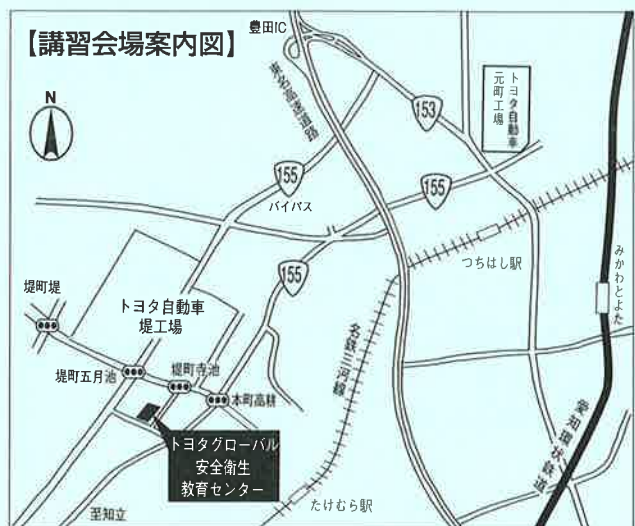 【講習会場案内図】
豊田IC
N
東名高速道路
153
トヨタ自動車
元町工場
155
バイパス
155
155
つちはし駅
みかわとよた
堤町堤
トヨタ自動車
堤工場
名鉄三河線
堤町五月池
堤町寺池
本町高耕
トヨタグローバル
安全衛生
教育センター
愛知環状鉄道
たけむら駅
至知立